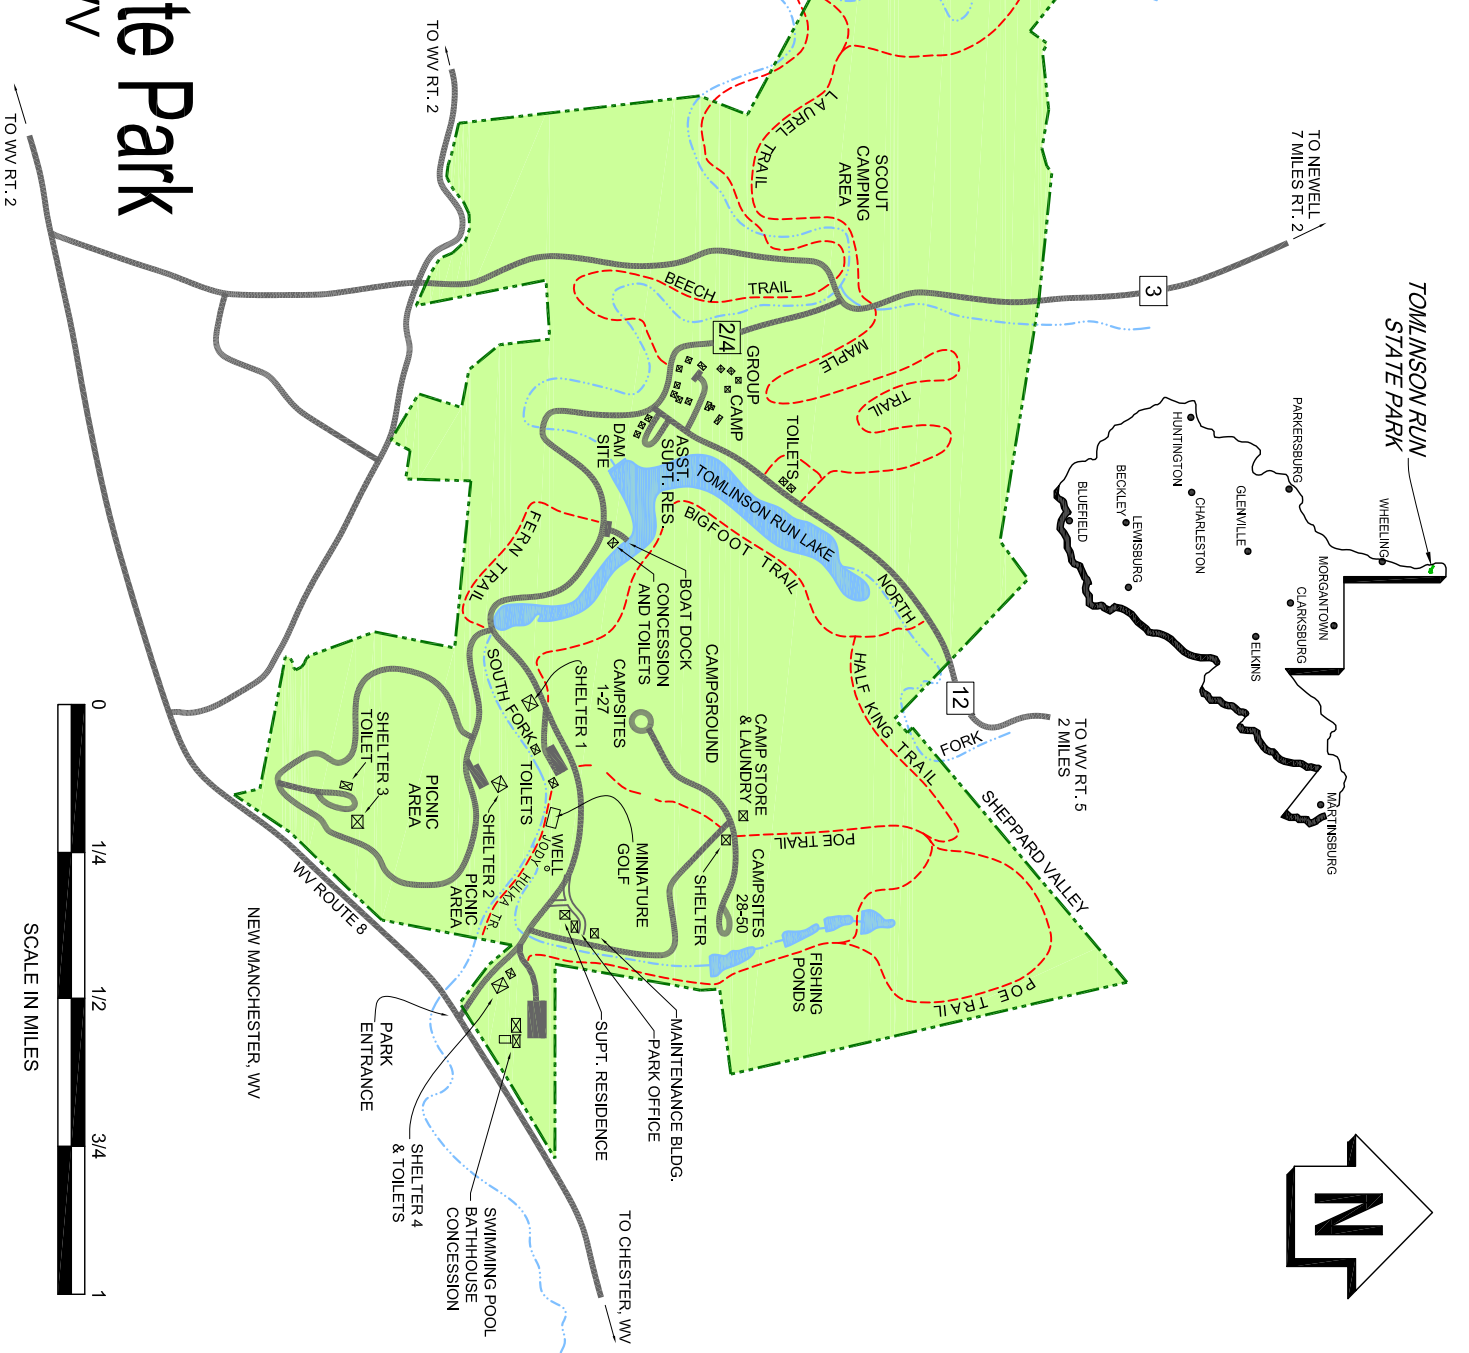 te Park
WV
TO WV RT. 2
TO WV RT. 2
TO NEWELL
7 MILES RT. 2
3
TOMLINSON RUN
STATE PARK
PARKERSBURG
WHEELING
HUNTINGTON
CHARLESTON
GLENVILLE
MORGANTOWN
CLARKSBURG
BECKLEY
LEWISBURG
BLUEFIELD
ELKINS
MARTINSBURG
LAUREL
TRAIL
SCOUT
CAMPING
AREA
BEECH TRAIL
2/4
MAPLE
TRAIL
GROUP
CAMP
TOILETS
ASST.
SUPT. RES.
DAM
SITE
TOMLINSON RUN LAKE
BIGFOOT TRAIL
FERN TRAIL
NORTH
FORK
12
TO WV RT. 5
2 MILES
BOAT DOCK
CONCESSION
AND TOILETS
HALF KING TRAIL
SHEPPARD VALLEY
CAMPGROUND
CAMPSITES
1-27
CAMP STORE
& LAUNDRY
POE TRAIL
SHELTER 1
SOUTH FORK
TOILETS
SHELTER 3
TOILET
PICNIC
AREA
SHELTER 2
PICNIC
AREA
WELL
JODY HULKA TR.
MINIATURE
GOLF
SHELTER
CAMPSITES
28-50
FISHING
PONDS
POE TRAIL
WV ROUTE 8
NEW MANCHESTER, WV
PARK
ENTRANCE
MAINTENANCE BLDG.
PARK OFFICE
SUPT. RESIDENCE
SHELTER 4
& TOILETS
SWIMMING POOL
BATHHOUSE
CONCESSION
TO CHESTER, WV
N
0 1/4 1/2 3/4 1
SCALE IN MILES